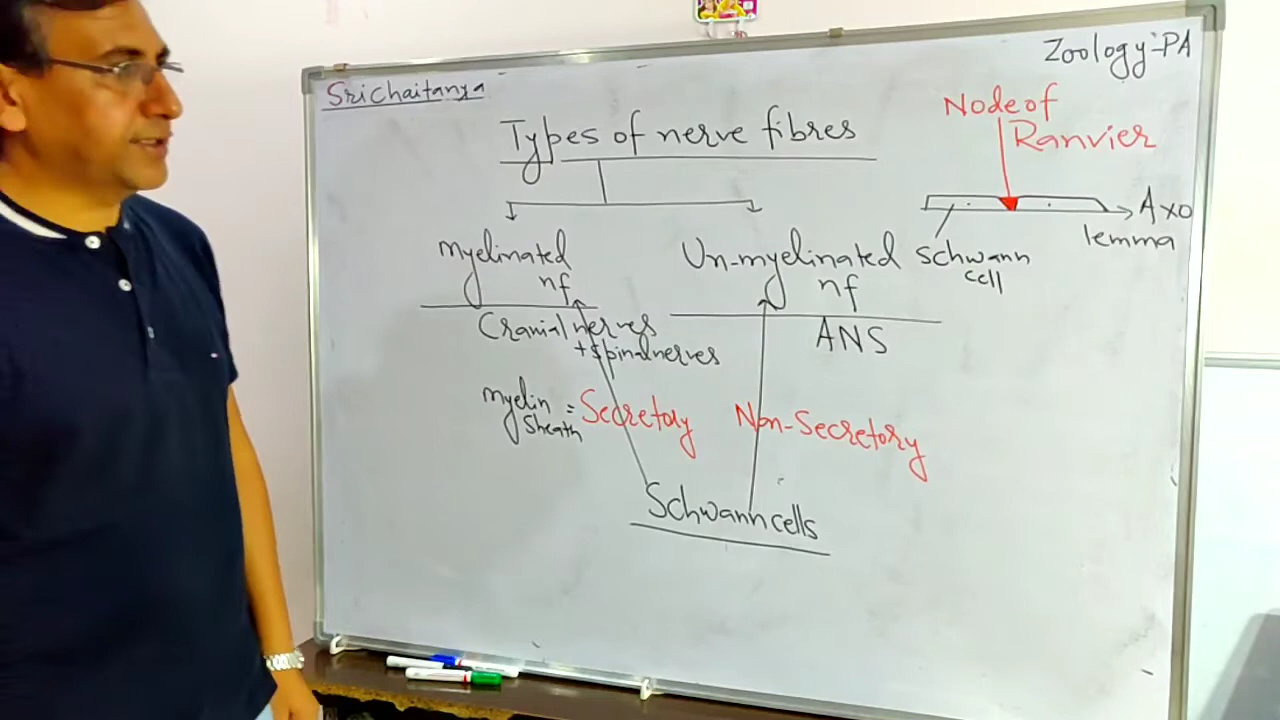 Srichaitanya
Zoology-PA
Types of nerve fibres
Node of
Ranvier
Axo
lemma
Schwann
cell
Myelinated
nf
Un-myelinated
nf
Cranial nerves
+ Spinal nerves
ANS
Myelin
Sheath
= Secretory
Non-Secretory
Schwann cells